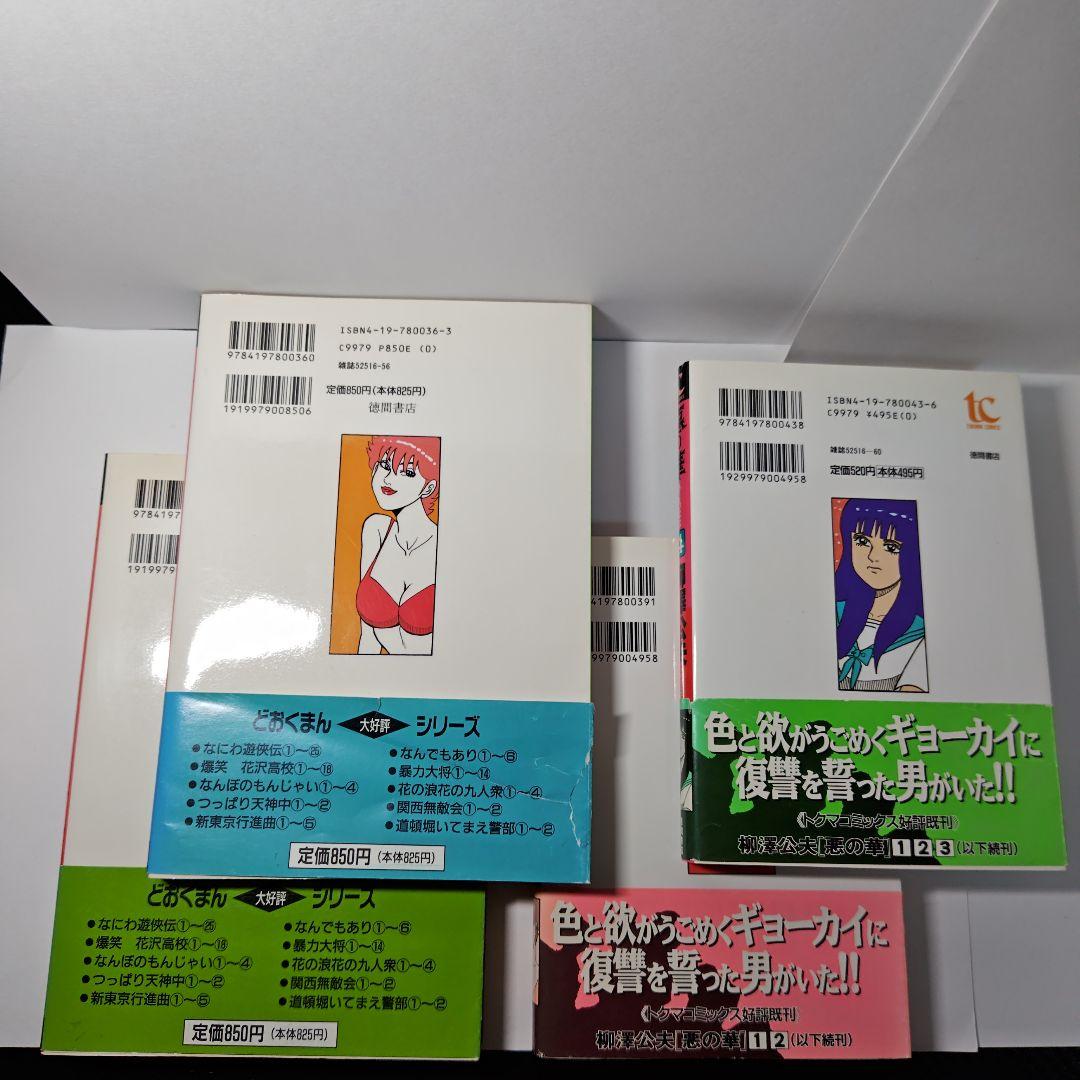 ISBN4-19-780036-3
C9979 P850E (0)
9784197800360
雑誌52516-56
定価850円(本体825円)
1919979008506
徳間書店
どおくまん 大好評 シリーズ
●なにわ遊侠伝①〜㉕
●爆笑 花沢高校①〜⑱
●なんぼのもんじゃい①〜④
●つっぱり天神中①〜②
●新東京行進曲①〜⑤
●なんでもあり①〜⑥
●暴力大将①〜⑭
●花の浪花の九人衆①〜④
●関西無敵会①〜②
●道頓堀いてまえ警部①〜②
定価850円(本体825円)
ISBN4-19-780043-6
C9979 ¥495E(0)
9784197800438
tc
雑誌52516-60
定価520円 本体495円
1929979004958
徳間書店
色と欲がうごめくギョーカイに
復讐を誓った男がいた!!
《トクマコミックス好評既刊》
柳澤公夫[悪の華]123(以下続刊)
978419
191997
どおくまん 大好評 シリーズ
●なにわ遊侠伝①〜㉕
●爆笑 花沢高校①〜⑱
●なんぼのもんじゃい①〜④
●つっぱり天神中①〜②
●新東京行進曲①〜⑤
●なんでもあり①〜⑥
●暴力大将①〜⑭
●花の浪花の九人衆①〜④
●関西無敵会①〜②
●道頓堀いてまえ警部①〜②
定価850円(本体825円)
4197800391
9979004958
色と欲がうごめくギョーカイに
復讐を誓った男がいた!!
《トクマコミックス好評既刊》
柳澤公夫[悪の華]12(以下続刊)